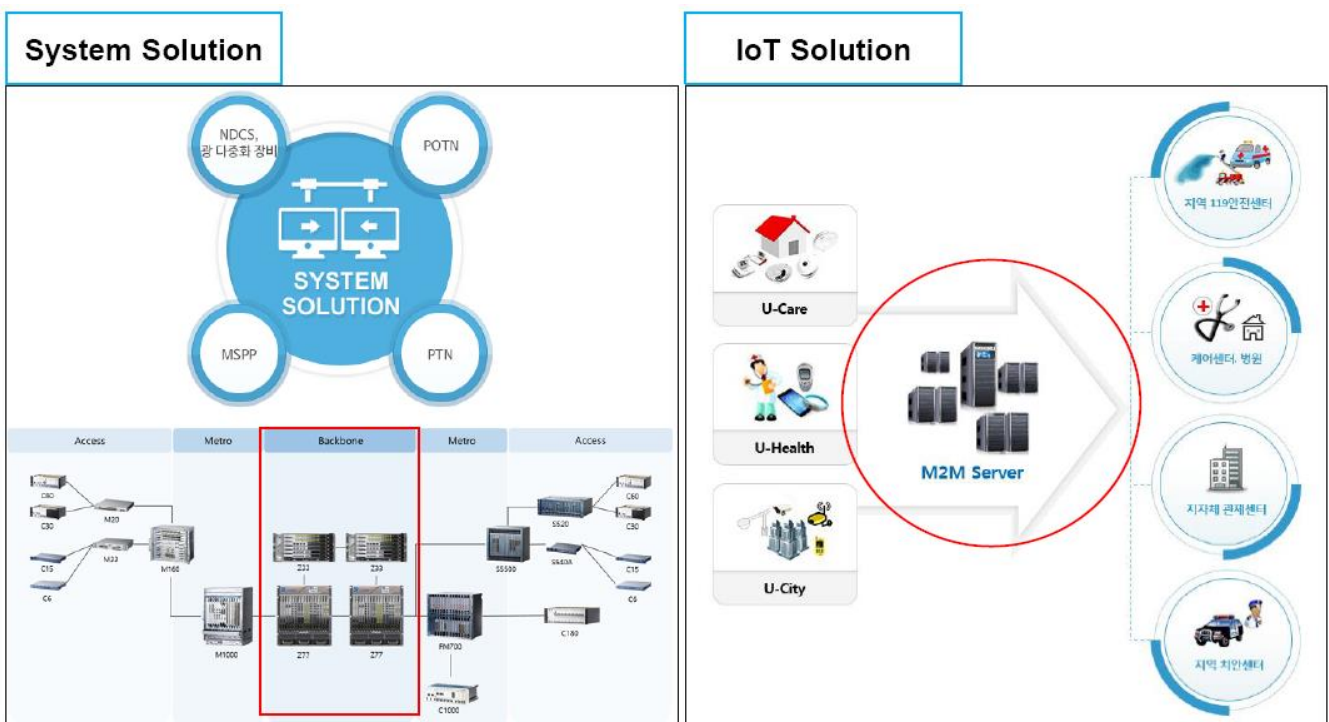 System Solution
NDCS,
광 다중화 장비
POTN
SYSTEM
SOLUTION
MSPP
PTN
Access
Metro
Backbone
Metro
Access
C60
C30
M20
C15
M33
C6
M160
M1000
Z33
Z33
Z77
Z77
S5500
S520
C60
C30
C15
C6
FM700
C180
C1000
IoT Solution
U-Care
U-Health
U-City
M2M Server
지역 119안전센터
케어센터. 병원
지자체 관제센터
지역 치안센터